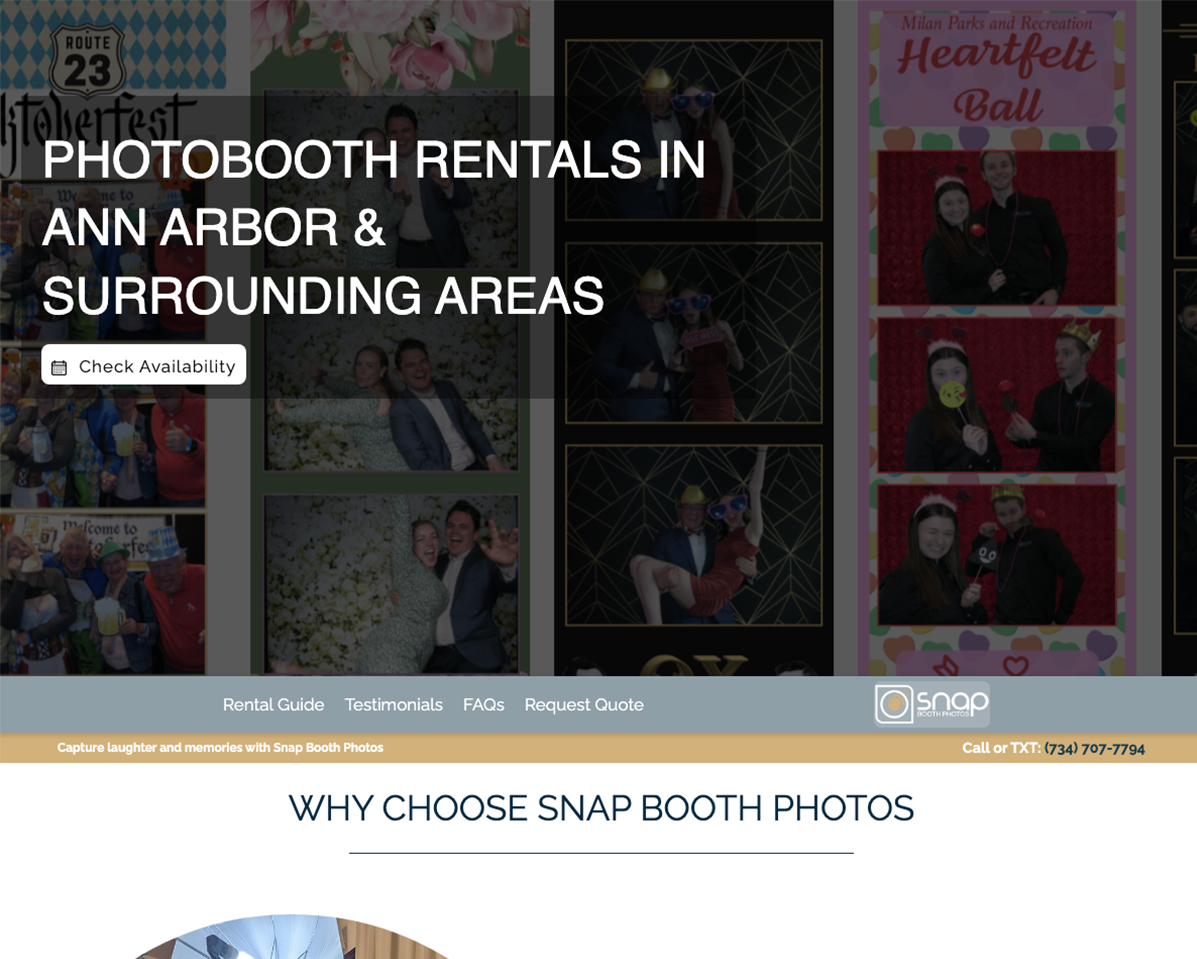 ROUTE
23
Milan Parks and Recreation
Heartfelt
Ball
PHOTOBOOTH RENTALS IN
ANN ARBOR &
SURROUNDING AREAS
Welcome to
Check Availability
Welcome to
Rental Guide Testimonials FAQs Request Quote
snap
BOOTH PHOTOS
Capture laughter and memories with Snap Booth Photos
Call or TXT: (734) 707-7794
WHY CHOOSE SNAP BOOTH PHOTOS